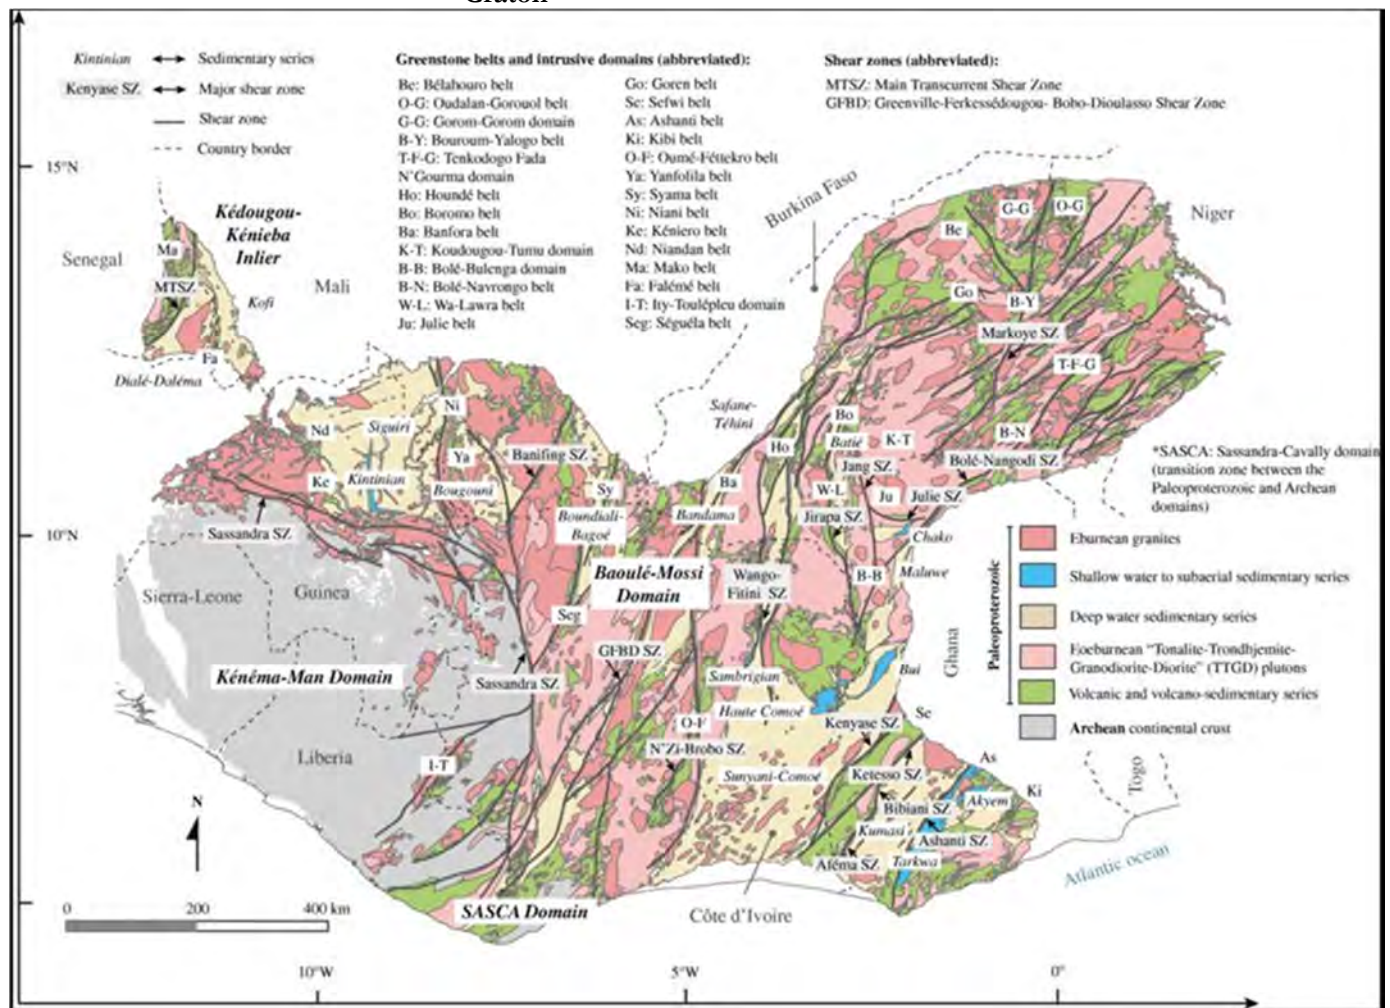 Craton
Kintinian
Sedimentary series
Kenyase SZ
Major shear zone
Shear zone
Country border
Greenstone belts and intrusive domains (abbreviated):
Be: Bélahouro belt
O-G: Oudalan-Gorouol belt
G-G: Gorom-Gorom domain
B-Y: Bouroum-Yalogo belt
T-F-G: Tenkodogo Fada
N'Gourma domain
Ho: Houndé belt
Bo: Boromo belt
Ba: Banfora belt
K-T: Koudougou-Tumu domain
B-B: Bolé-Bulenga domain
B-N: Bolé-Navrongo belt
W-L: Wa-Lawra belt
Ju: Julie belt
Go: Goren belt
Se: Sefwi belt
As: Ashanti belt
Ki: Kibi belt
O-F: Oumé-Féttekro belt
Ya: Yanfolila belt
Sy: Syama belt
Ni: Niani belt
Ke: Kéniero belt
Nd: Niandan belt
Ma: Mako belt
Fa: Falémé belt
I-T: Ity-Toulépleu domain
Seg: Séguéla belt
Shear zones (abbreviated):
MTSZ: Main Transcurrent Shear Zone
GFBD: Greenville-Ferkessédougou- Bobo-Dioulasso Shear Zone
15°N
10°N
Kédougou-
Kénieba
Inlier
Senegal
Ma
MTSZ
Mali
Kofi
Fa
Dialé-Daléma
Burkina Faso
Niger
G-G
O-G
Be
Go
B-Y
Markoye SZ
T-F-G
B-N
Bolé-Nangodi SZ
Safane-
Téhini
Bo
Ho
Batié
K-T
Jang SZ
W-L
Ju
Julie SZ
Jirapa SZ
Chako
B-B
Maluwe
Ni
Nd
Siguiri
Ya
Banifing SZ
Ke
Kintinian
Bougouni
Sy
Ba
Boundiali-
Bagoé
Bandama
Sassandra SZ
Baoulé-Mossi
Domain
Wango-
Fitini SZ
Sierra-Leone
Guinea
Seg
GFBD SZ
Kénéma-Man Domain
Sassandra SZ
Sambrigian
Haute Comoé
Bui
Ghana
Kenyase SZ
Se
O-F
N'Zi-Brobo SZ
Liberia
I-T
Sunyani-Comoé
Ketesso SZ
As
Ki
Bibiani SZ
Akyem
Kumasi
Ashanti SZ
Aféma SZ
Tarkwa
Togo
Atlantic ocean
SASCA Domain
Côte d'Ivoire
*SASCA: Sassandra-Cavally domain
(transition zone between the
Paleoproterozoic and Archean
domains)
Paleoproterozoic
Eburnean granites
Shallow water to subaerial sedimentary series
Deep water sedimentary series
Eoeburnean "Tonalite-Trondhjemite-
Granodiorite-Diorite" (TTGD) plutons
Volcanic and volcano-sedimentary series
Archean continental crust
N
0 200 400 km
10°W 5°W 0°